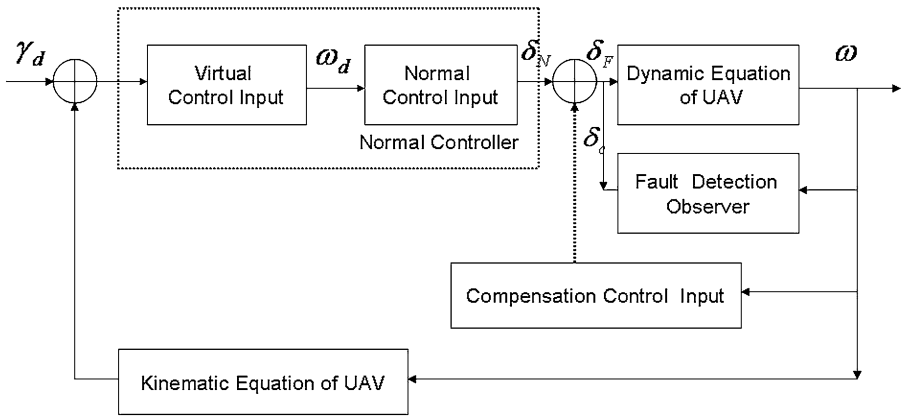 γd
Virtual
Control Input
ωd
Normal
Control Input
Normal Controller
δN
δF
Dynamic Equation
of UAV
ω
δc
Fault Detection
Observer
Compensation Control Input
Kinematic Equation of UAV